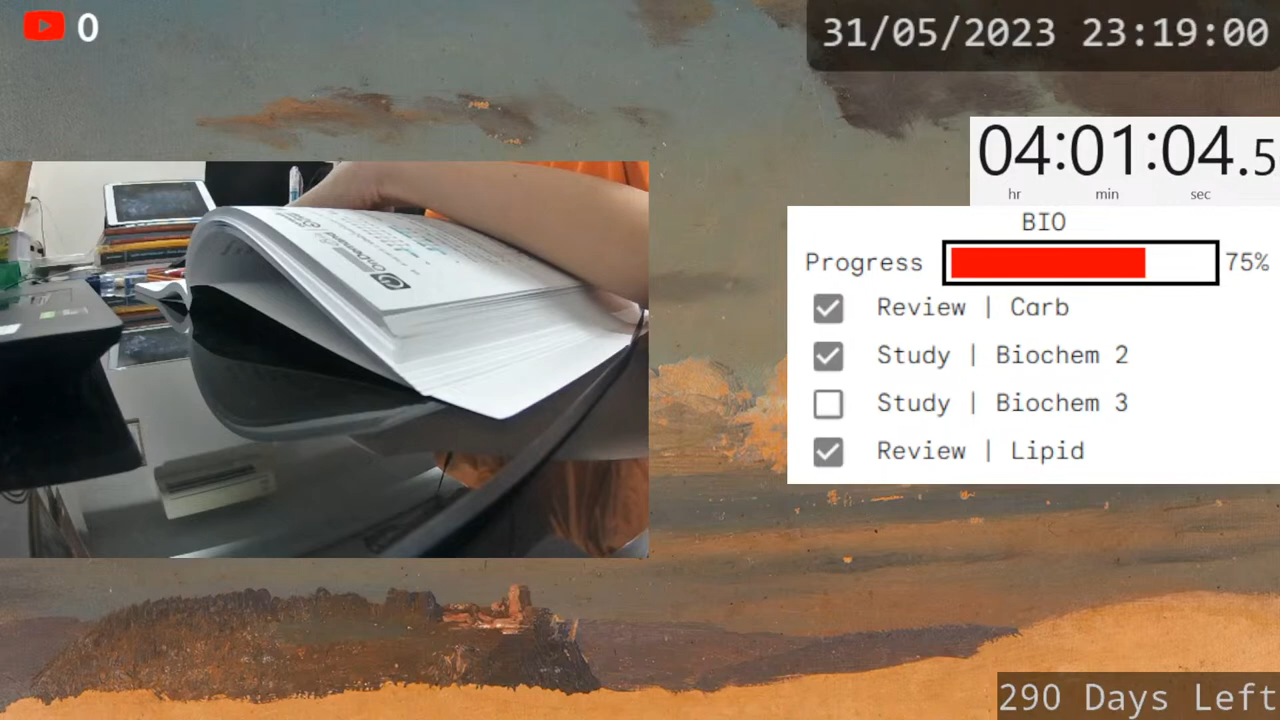 0
31/05/2023 23:19:00
04:01:04.5
hr min sec
BIO
Progress 75%
Review | Carb
Study | Biochem 2
Study | Biochem 3
Review | Lipid
290 Days Left